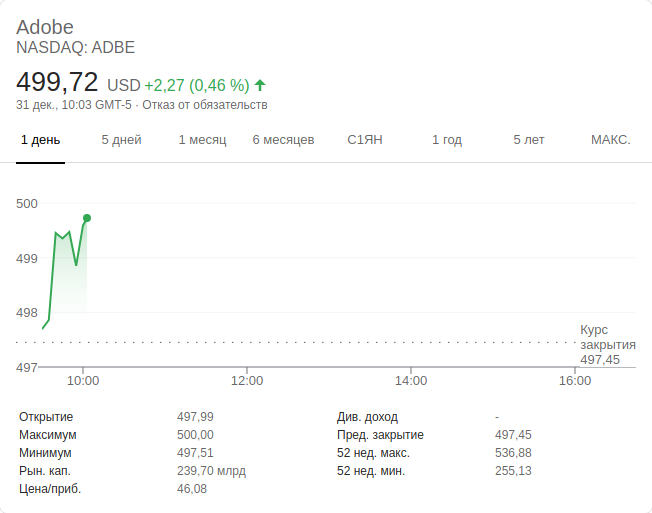 Adobe
NASDAQ: ADBE
499,72 USD +2,27 (0,46 %)
31 дек., 10:03 GMT-5 · Отказ от обязательств
1 день 5 дней 1 месяц 6 месяцев С1ЯН 1 год 5 лет МАКС.
500
499
498
Курс
закрытия
497,45
497
10:00 12:00 14:00 16:00
Открытие 497,99 Див. доход -
Максимум 500,00 Пред. закрытие 497,45
Минимум 497,51 52 нед. макс. 536,88
Рын. кап. 239,70 млрд 52 нед. мин. 255,13
Цена/приб. 46,08